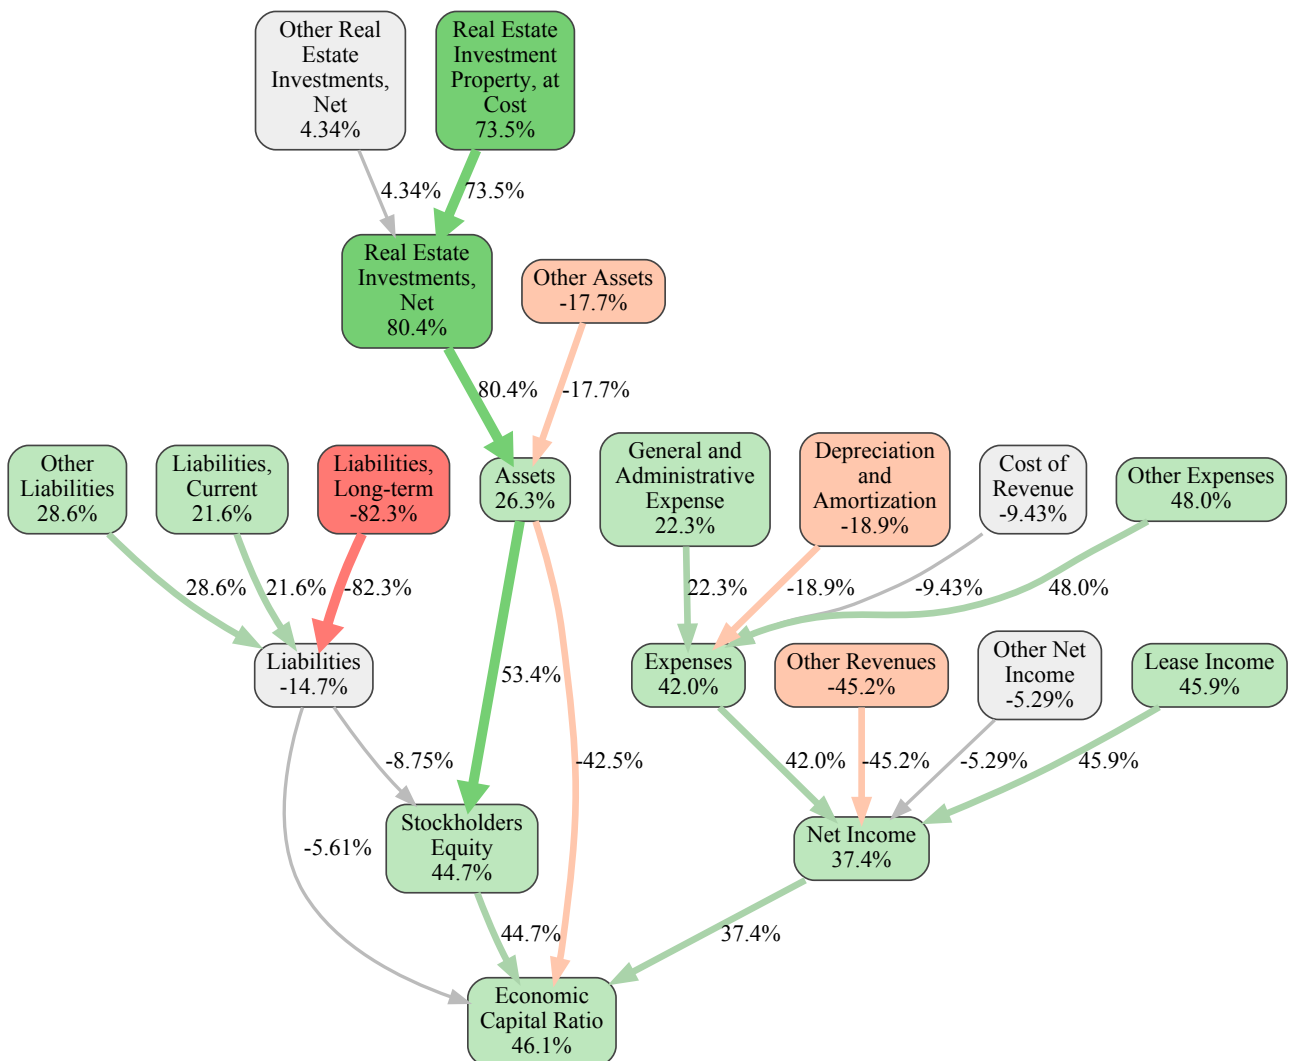 Other Real
Estate
Investments,
Net
4.34%
Real Estate
Investment
Property, at
Cost
73.5%
4.34%
73.5%
Real Estate
Investments,
Net
80.4%
Other Assets
-17.7%
80.4%
-17.7%
Other
Liabilities
28.6%
Liabilities,
Current
21.6%
Liabilities,
Long-term
-82.3%
Assets
26.3%
General and
Administrative
Expense
22.3%
Depreciation
and
Amortization
-18.9%
Cost of
Revenue
-9.43%
Other Expenses
48.0%
28.6%
21.6%
-82.3%
22.3%
-18.9%
-9.43%
48.0%
Liabilities
-14.7%
53.4%
Expenses
42.0%
Other Revenues
-45.2%
Other Net
Income
-5.29%
Lease Income
45.9%
-8.75%
-42.5%
42.0%
-45.2%
-5.29%
45.9%
-5.61%
Stockholders
Equity
44.7%
Net Income
37.4%
44.7%
37.4%
Economic
Capital Ratio
46.1%